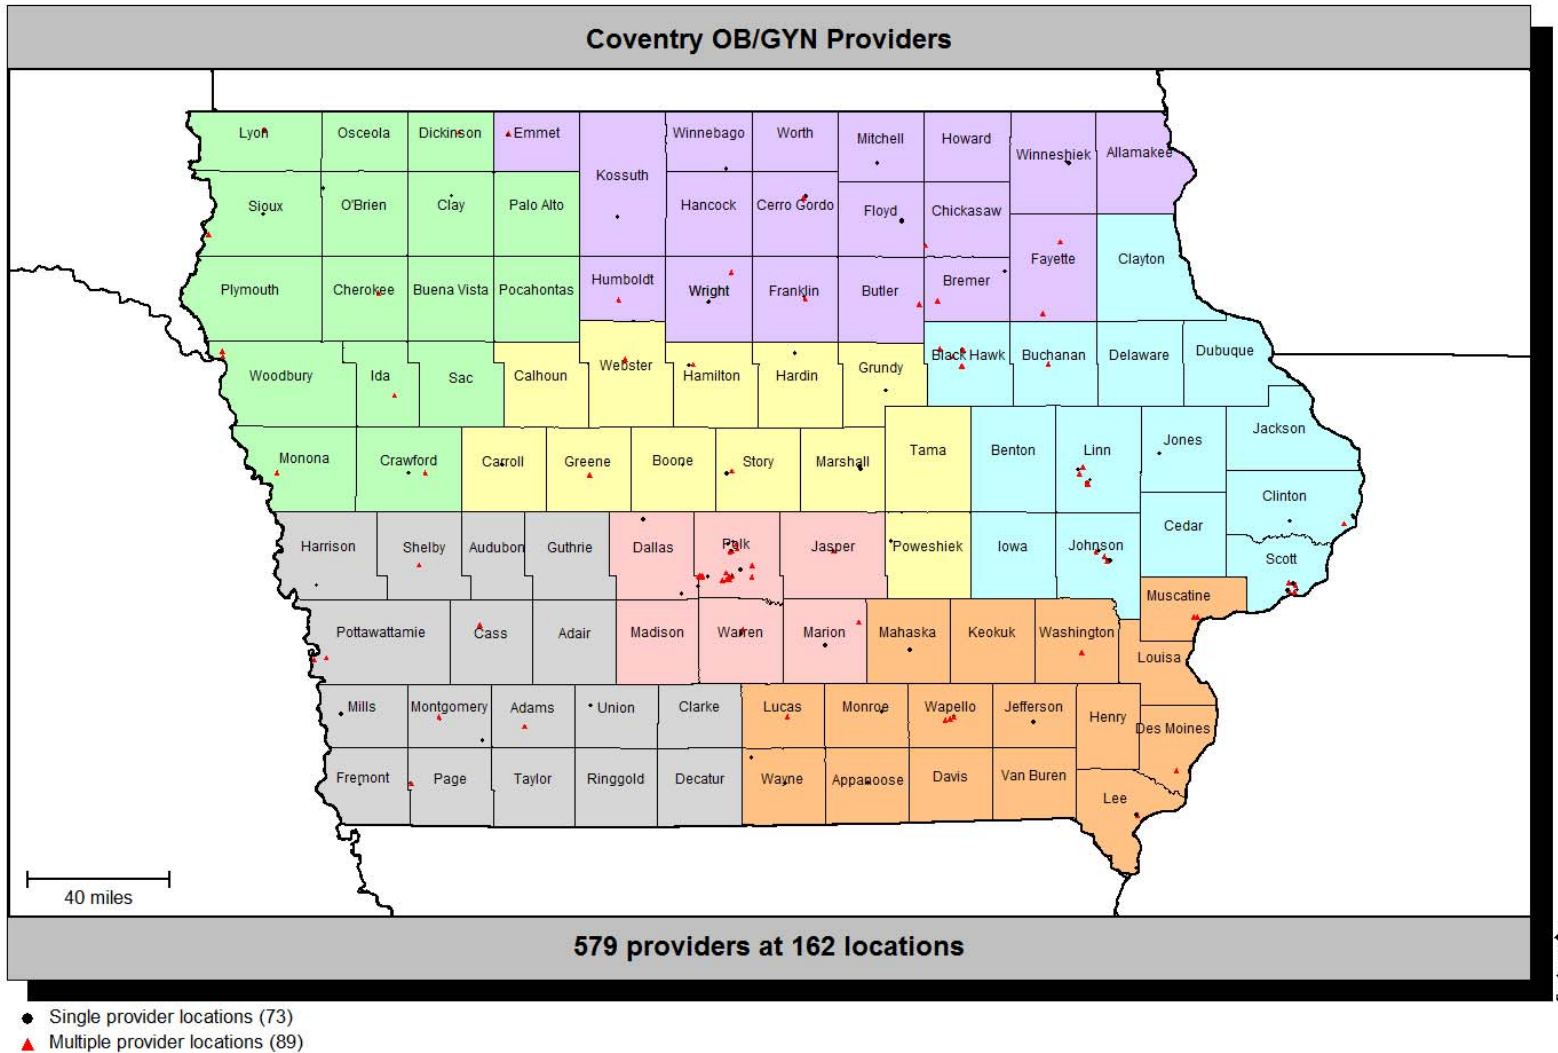 Coventry OB/GYN Providers
Lyon Osceola Dickinson Emmet Winnebago Worth Mitchell Howard Winneshiek Allamakee
Kossuth
Sioux O'Brien Clay Palo Alto Hancock Cerro Gordo Floyd Chickasaw
Fayette Clayton
Plymouth Cherokee Buena Vista Pocahontas Humboldt Wright Franklin Butler Bremer
Woodbury Ida Sac Calhoun Webster Hamilton Hardin Grundy Black Hawk Buchanan Delaware Dubuque
Monona Crawford Carroll Greene Boone Story Marshall Tama Benton Linn Jones Jackson
Clinton
Cedar
Harrison Shelby Audubon Guthrie Dallas Polk Jasper Poweshiek Iowa Johnson Scott
Muscatine
Pottawattamie Cass Adair Madison Warren Marion Mahaska Keokuk Washington
Louisa
Mills Montgomery Adams Union Clarke Lucas Monroe Wapello Jefferson Henry
Des Moines
Fremont Page Taylor Ringgold Decatur Wayne Appanoose Davis Van Buren
Lee
40 miles
579 providers at 162 locations
Single provider locations (73)
Multiple provider locations (89)